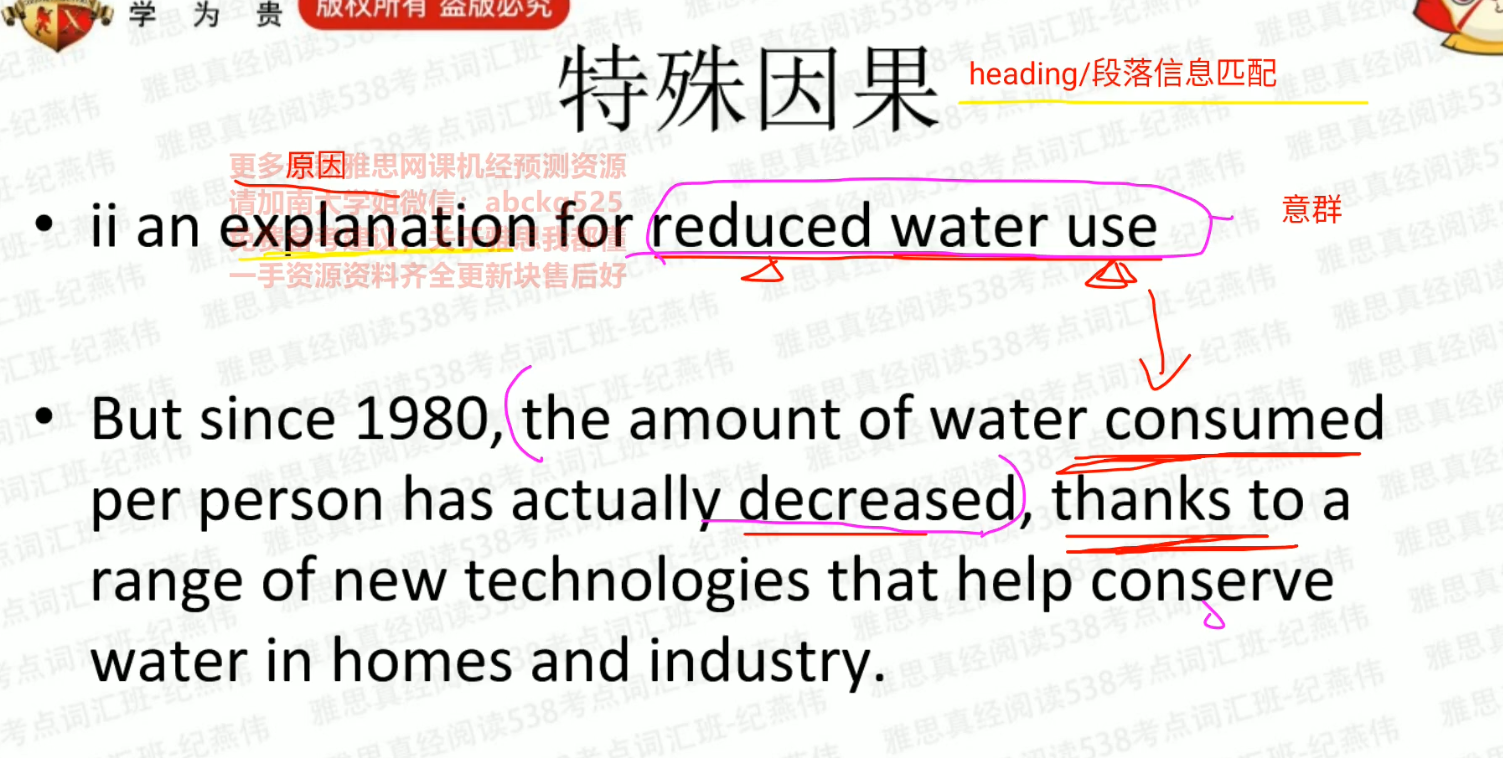 学 为 贵
版权所有 盗版必究
特殊因果
heading/段落信息匹配
更多 雅思网课机经预测资源
原因
请加南大学姐微信: abckg525
• ii an explanation for reduced water use
意群
一手资源资料齐全更新块售后好
• But since 1980, the amount of water consumed
per person has actually decreased, thanks to a
range of new technologies that help conserve
water in homes and industry.
雅思真经阅读538考点词汇班-纪燕伟